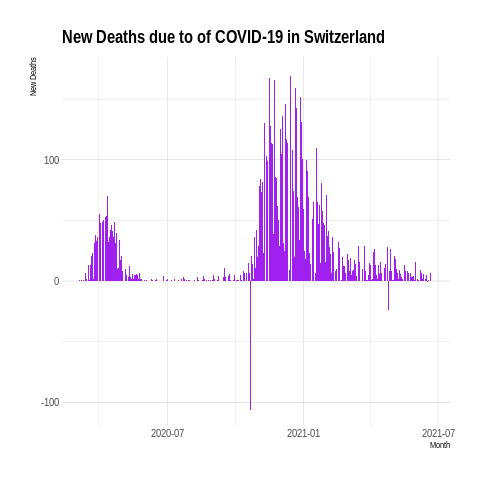 New Deaths due to of COVID-19 in Switzerland
New Deaths
100
0
-100
2020-07
2021-01
2021-07
Month